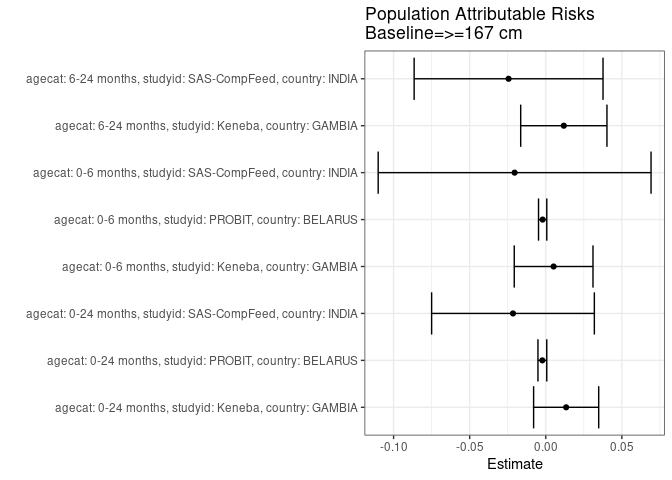 Population Attributable Risks
Baseline=>=167 cm
agecat: 6-24 months, studyid: SAS-CompFeed, country: INDIA
agecat: 6-24 months, studyid: Keneba, country: GAMBIA
agecat: 0-6 months, studyid: SAS-CompFeed, country: INDIA
agecat: 0-6 months, studyid: PROBIT, country: BELARUS
agecat: 0-6 months, studyid: Keneba, country: GAMBIA
agecat: 0-24 months, studyid: SAS-CompFeed, country: INDIA
agecat: 0-24 months, studyid: PROBIT, country: BELARUS
agecat: 0-24 months, studyid: Keneba, country: GAMBIA
-0.10 -0.05 0.00 0.05
Estimate